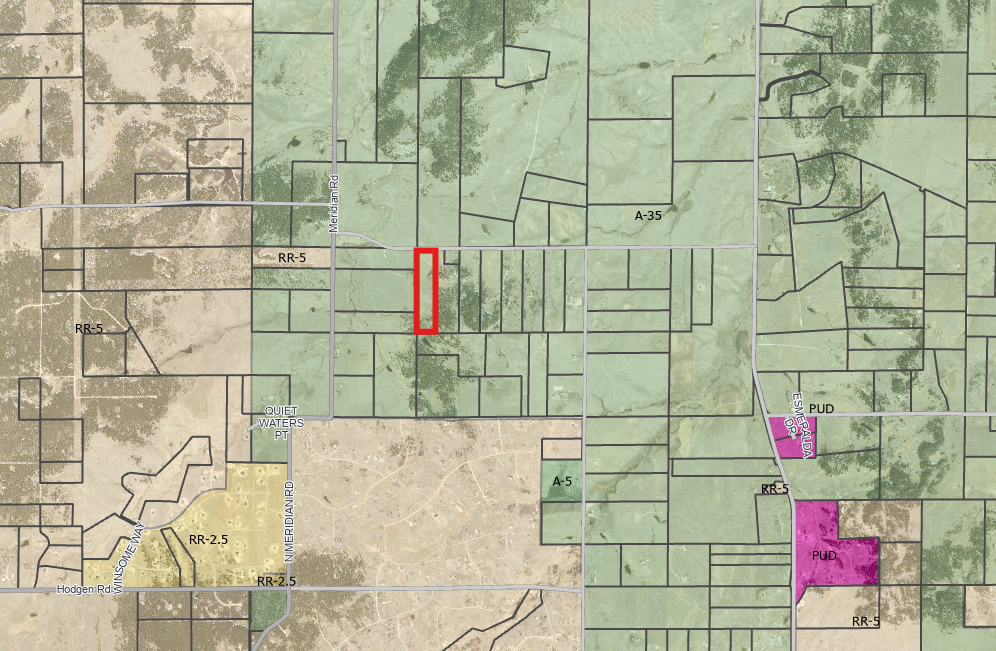 Meridian Rd
A-35
RR-5
RR-5
PUD
QUIET
WATERS
PT
ESMERALDA
DR
A-5
RR-5
N MERIDIAN RD
RR-2.5
WINSOME WAY
PUD
RR-2.5
Hodgen Rd
RR-5